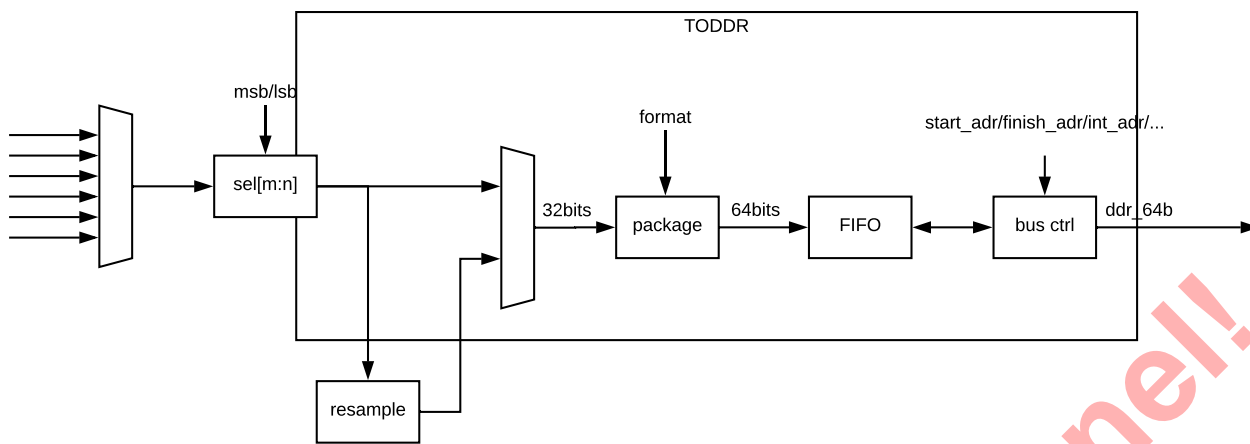 TODDR
msb/lsb
format
start_adr/finish_adr/int_adr/...
sel[m:n]
32bits
package
64bits
FIFO
bus ctrl
ddr_64b
resample